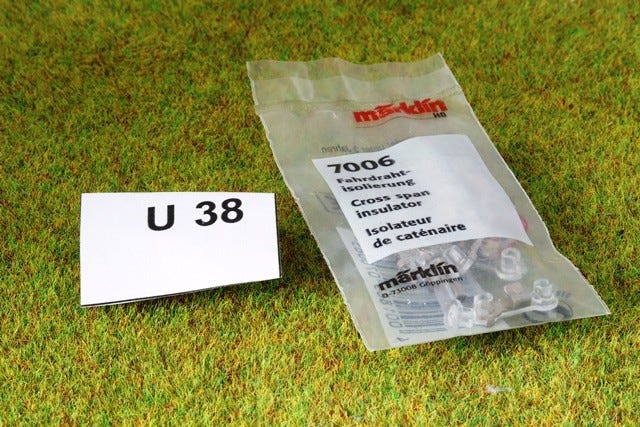 U 38
märklin
H0
7006
Fahrdraht-
isolierung
Cross span
insulator
Isolateur
de caténaire
märklin
D-73008 Göppingen